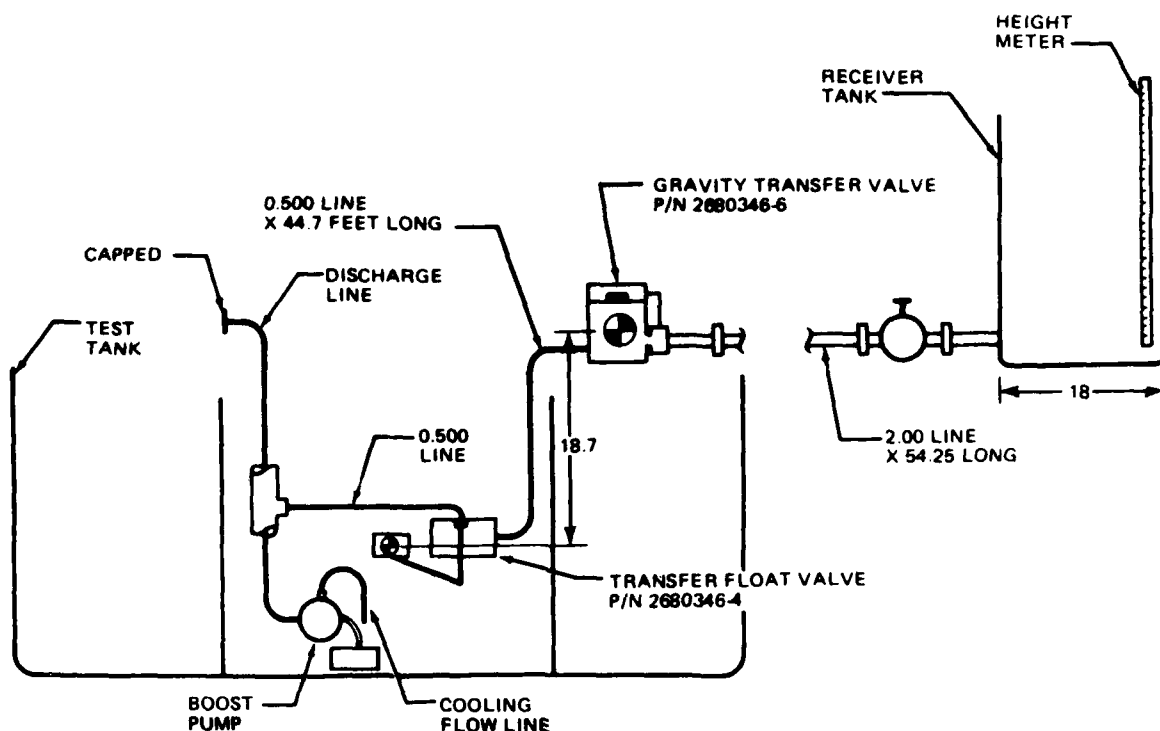 HEIGHT
METER
RECEIVER
TANK
GRAVITY TRANSFER VALVE
P/N 2680346-6
0.500 LINE
X 44.7 FEET LONG
CAPPED
DISCHARGE
LINE
TEST
TANK
18
0.500
LINE
18.7
2.00 LINE
X 54.25 LONG
TRANSFER FLOAT VALVE
P/N 2680346-4
BOOST
PUMP
COOLING
FLOW LINE